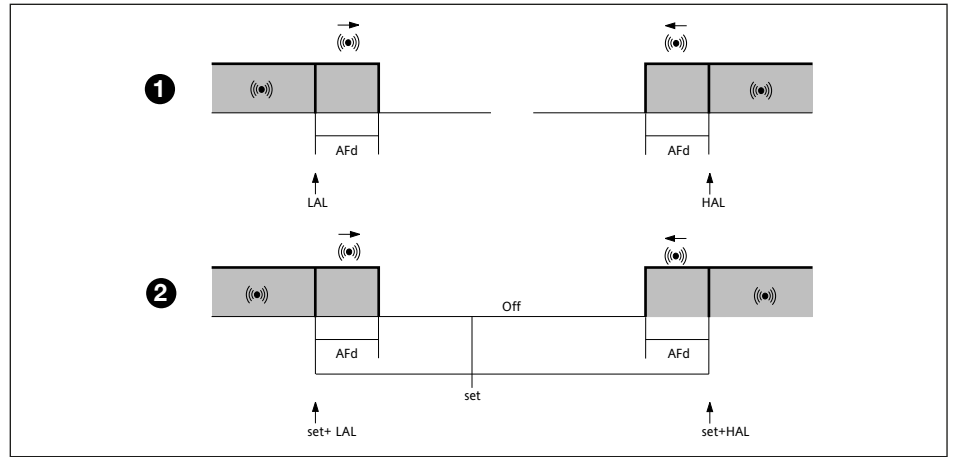 1
AFd AFd
LAL HAL
2
Off
AFd AFd
set
set+ LAL set+HAL